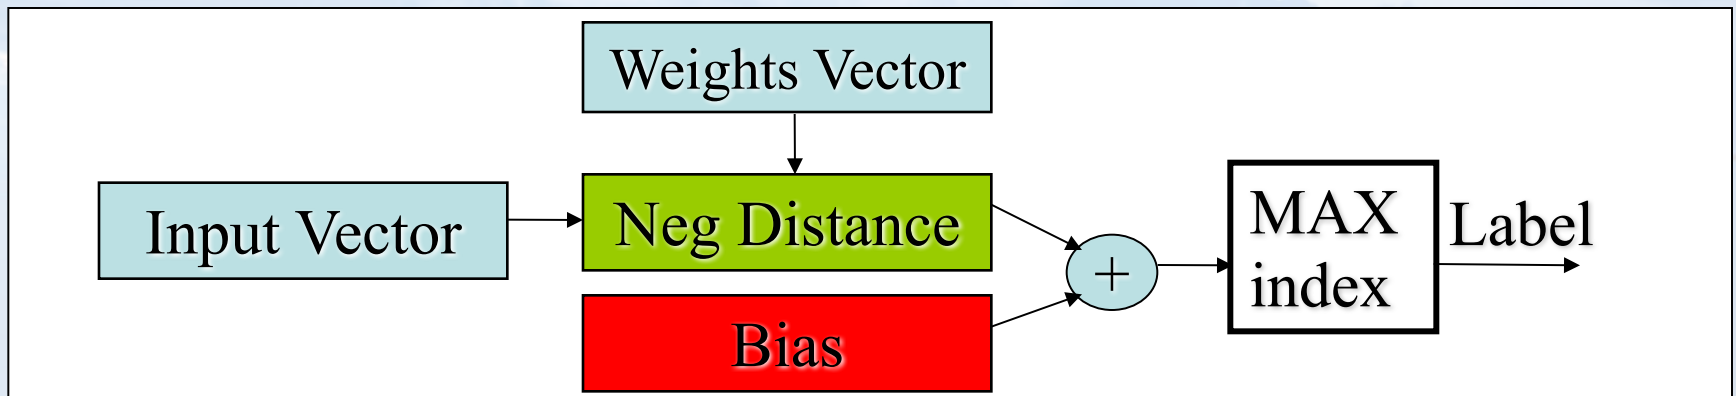 Weights Vector
Input Vector
Neg Distance
Bias
+
MAX
index
Label